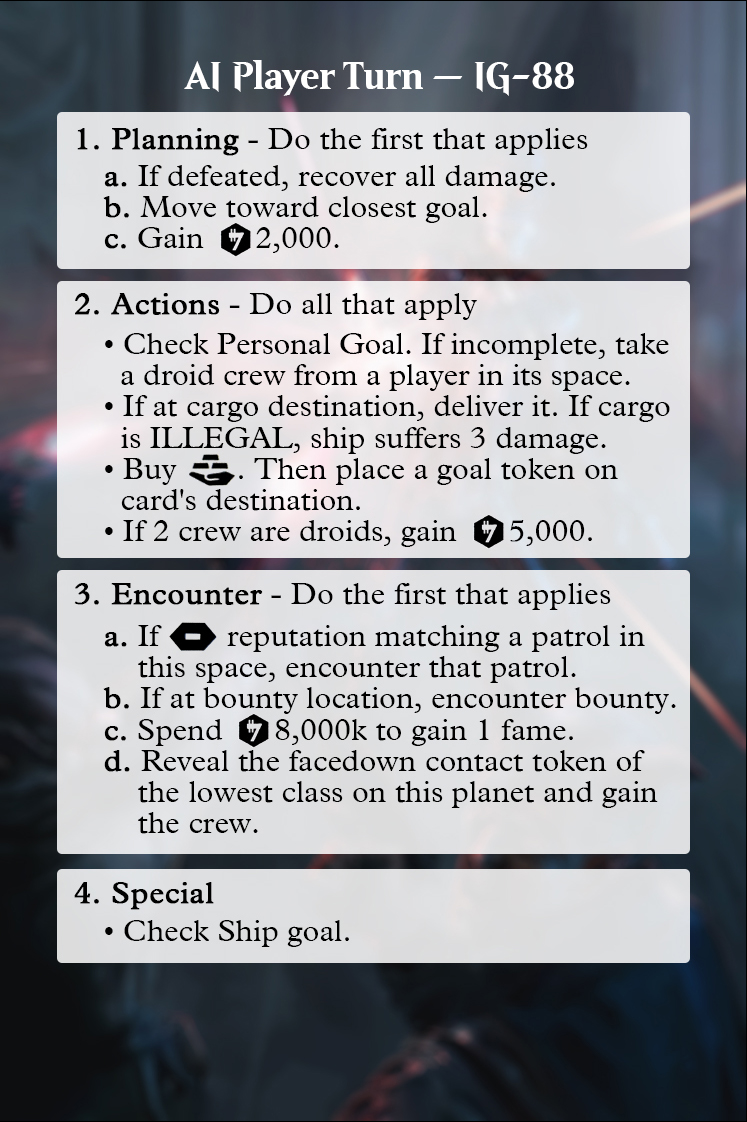 AI Player Turn — IG-88
1. Planning - Do the first that applies
a. If defeated, recover all damage.
b. Move toward closest goal.
c. Gain 2,000.
2. Actions - Do all that apply
• Check Personal Goal. If incomplete, take
a droid crew from a player in its space.
• If at cargo destination, deliver it. If cargo
is ILLEGAL, ship suffers 3 damage.
• Buy . Then place a goal token on
card's destination.
• If 2 crew are droids, gain 5,000.
3. Encounter - Do the first that applies
a. If reputation matching a patrol in
this space, encounter that patrol.
b. If at bounty location, encounter bounty.
c. Spend 8,000k to gain 1 fame.
d. Reveal the facedown contact token of
the lowest class on this planet and gain
the crew.
4. Special
• Check Ship goal.